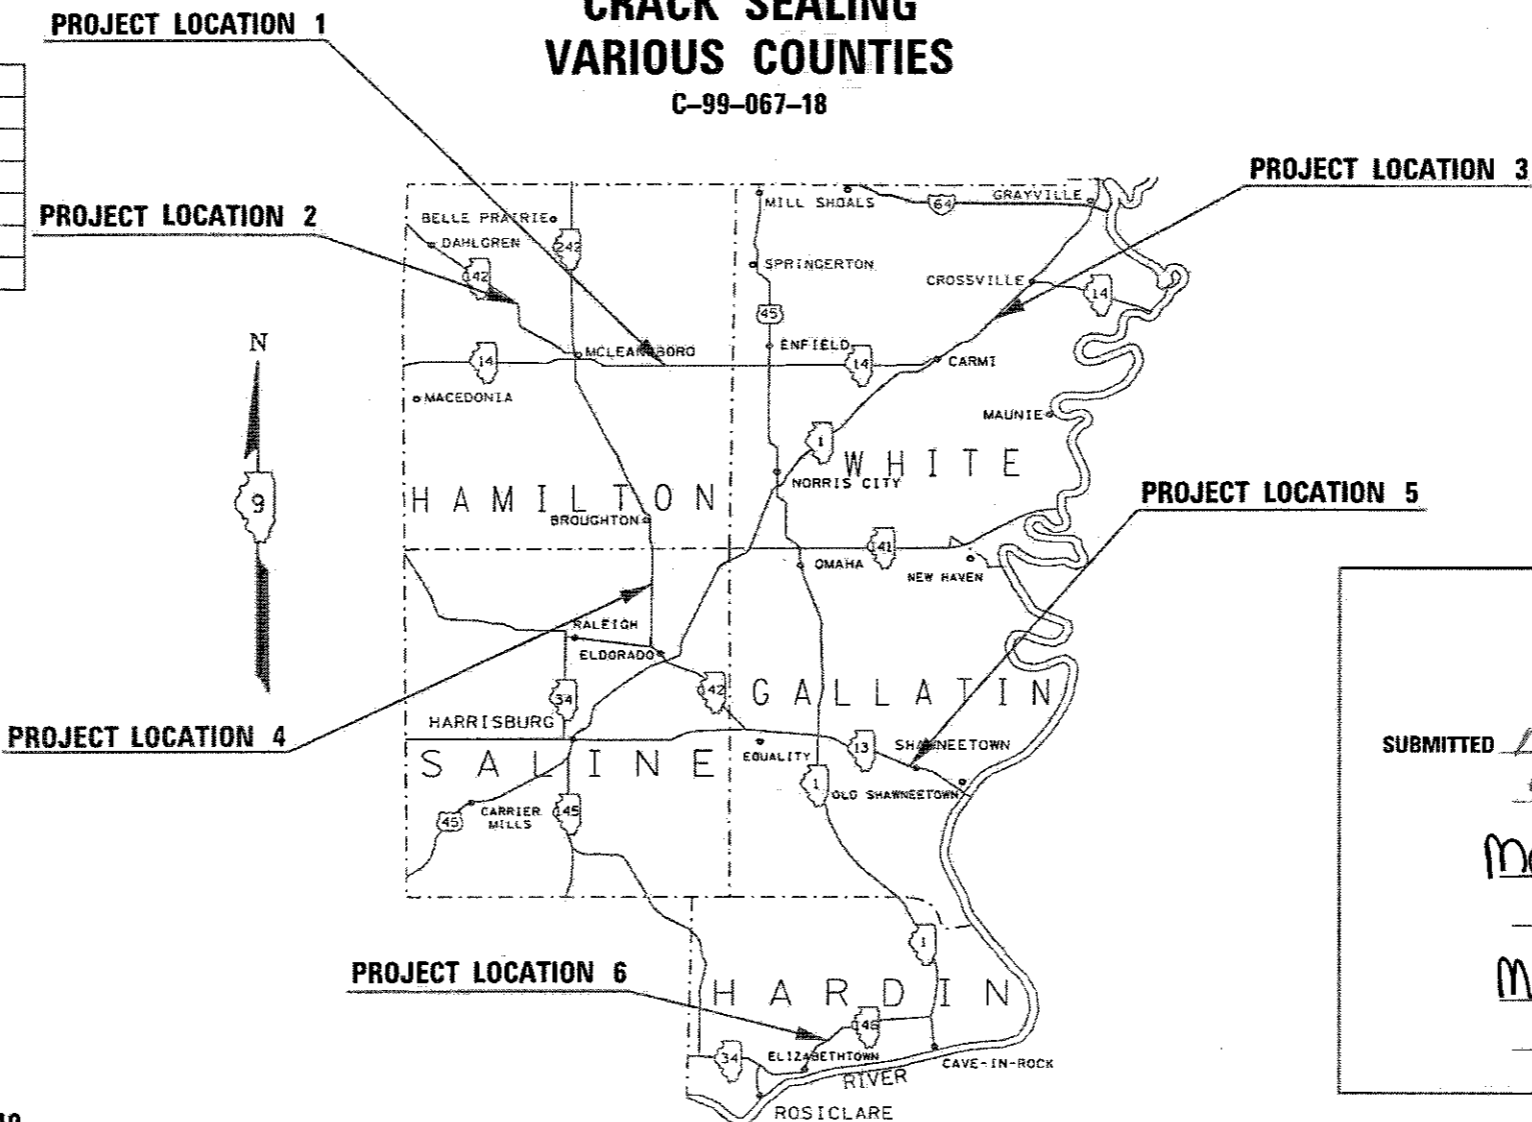 CRACK SEALING
VARIOUS COUNTIES
C-99-067-18
PROJECT LOCATION 1
PROJECT LOCATION 2
PROJECT LOCATION 3
BELLE PRAIRIE
DAHLGREN
242
142
MILL SHOALS
64
GRAYVILLE
SPRINGERTON
CROSSVILLE
14
45
ENFIELD
MCLEANSBORO
14
14
CARMI
MACEDONIA
MAUNIE
N
9
1
WHITE
NORRIS CITY
HAMILTON
BROUGHTON
PROJECT LOCATION 5
141
OMAHA
NEW HAVEN
RALEIGH
ELDORADO
34
142
GALLATIN
HARRISBURG
PROJECT LOCATION 4
SALINE
EQUALITY
13
SHAWNEETOWN
1
OLD SHAWNEETOWN
45
CARRIER
MILLS
145
SUBMITTED
PROJECT LOCATION 6
1
HARDIN
146
34
ELIZABETHTOWN
CAVE-IN-ROCK
RIVER
ROSICLARE